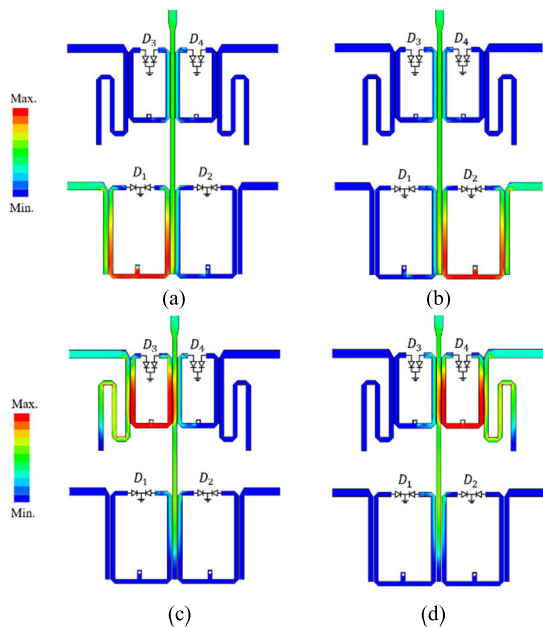 D3 D4 D3 D4
Max.
Min.
D1 D2 D1 D2
(a) (b)
D3 D4 D3 D4
Max.
Min.
D1 D2 D1 D2
(c) (d)